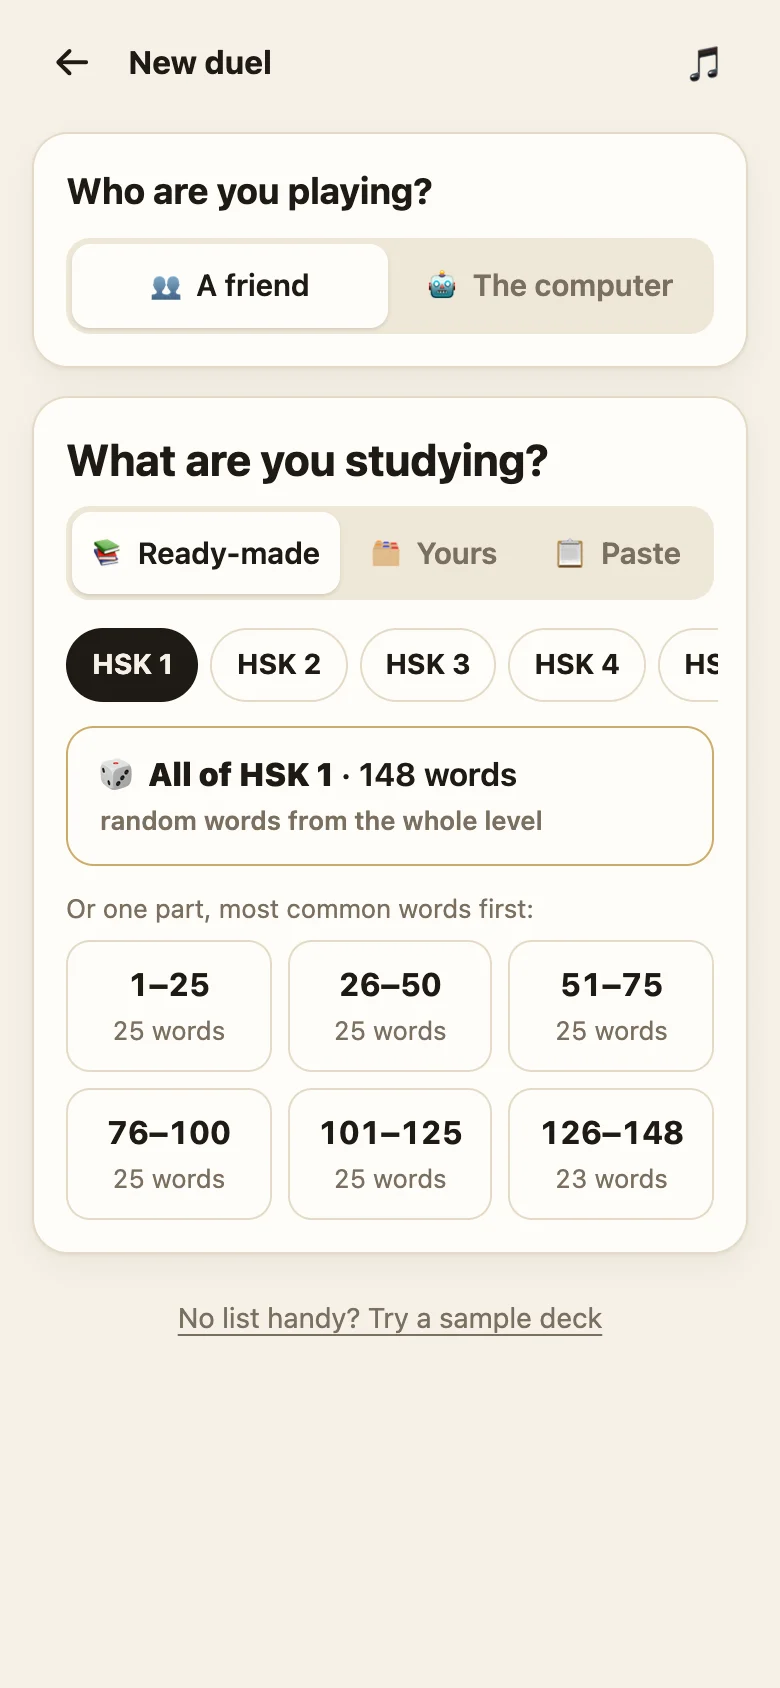 New duel
Who are you playing?
A friend
The computer
What are you studying?
Ready-made
Yours
Paste
HSK 1
HSK 2
HSK 3
HSK 4
HS
All of HSK 1 · 148 words
random words from the whole level
Or one part, most common words first:
1–25
25 words
26–50
25 words
51–75
25 words
76–100
25 words
101–125
25 words
126–148
23 words
No list handy? Try a sample deck